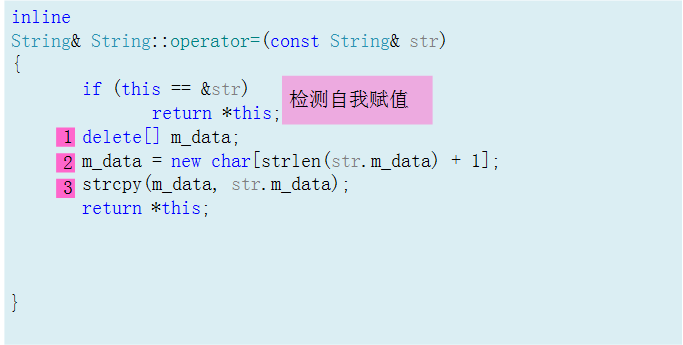 inline
String& String::operator=(const String& str)
{
if (this == &str)
return *this;
检测自我赋值
1 delete[] m_data;
2 m_data = new char[strlen(str.m_data) + 1];
3 strcpy(m_data, str.m_data);
return *this;
}